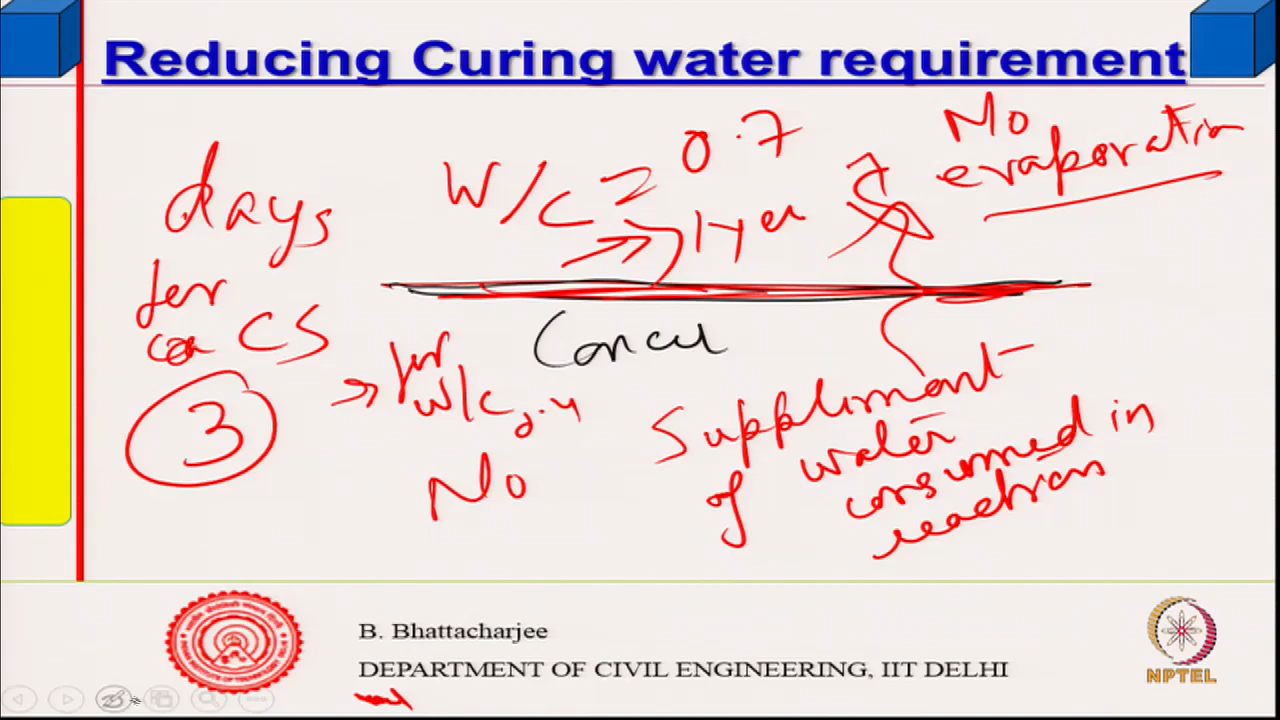 Reducing Curing water requirement
No
evaporation
W/C = 0.7
1 yea
days
for
CS
3
for
W/C 0.4
No
Concr
Suppliment
of water
consumed in
reaction
B. Bhattacharjee
DEPARTMENT OF CIVIL ENGINEERING, IIT DELHI
NPTEL